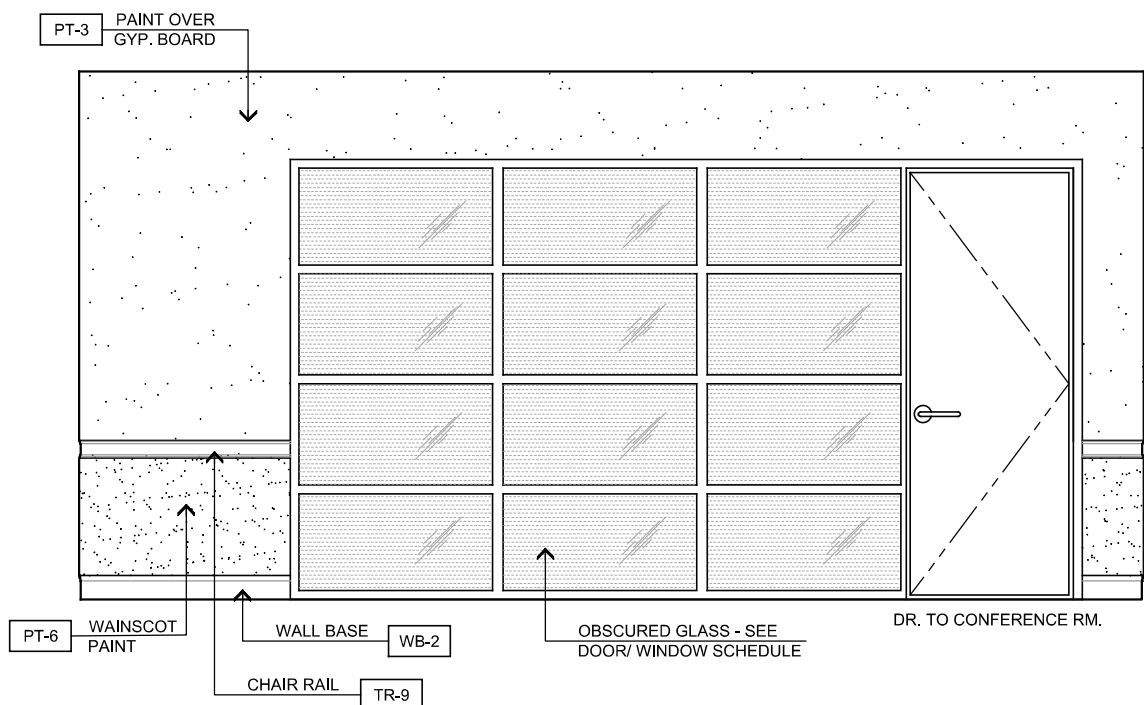 PT-3
PAINT OVER
GYP. BOARD
DR. TO CONFERENCE RM.
PT-6
WAINSCOT
PAINT
WALL BASE
WB-2
OBSCURED GLASS - SEE
DOOR/ WINDOW SCHEDULE
CHAIR RAIL
TR-9